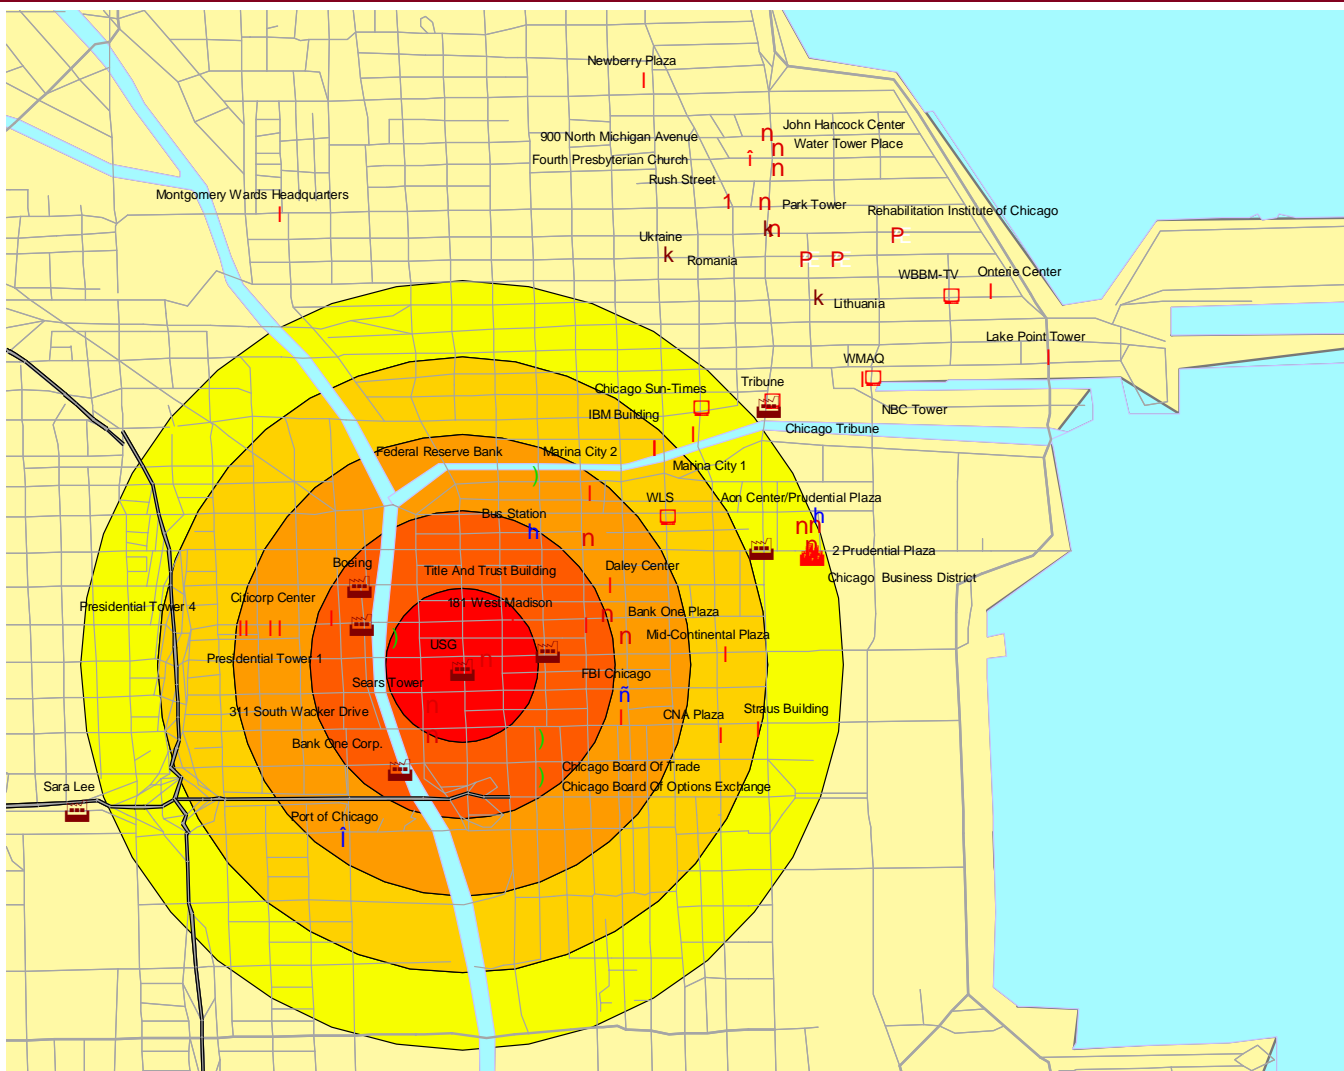 Newberry Plaza
John Hancock Center
900 North Michigan Avenue
Water Tower Place
Fourth Presbyterian Church
Rush Street
Montgomery Wards Headquarters
Park Tower
Rehabilitation Institute of Chicago
Ukraine
Romania
WBBM-TV
Onterie Center
Lithuania
Lake Point Tower
WMAQ
Tribune
Chicago Sun-Times
IBM Building
NBC Tower
Chicago Tribune
Federal Reserve Bank
Marina City 2
Marina City 1
WLS
Aon Center/Prudential Plaza
Bus Station
2 Prudential Plaza
Boeing
Title And Trust Building
Daley Center
Chicago Business District
Citicorp Center
Presidential Tower 4
181 West Madison
Bank One Plaza
Mid-Continental Plaza
USG
Presidential Tower 1
FBI Chicago
Sears Tower
311 South Wacker Drive
CNA Plaza
Straus Building
Bank One Corp.
Chicago Board Of Trade
Chicago Board Of Options Exchange
Sara Lee
Port of Chicago